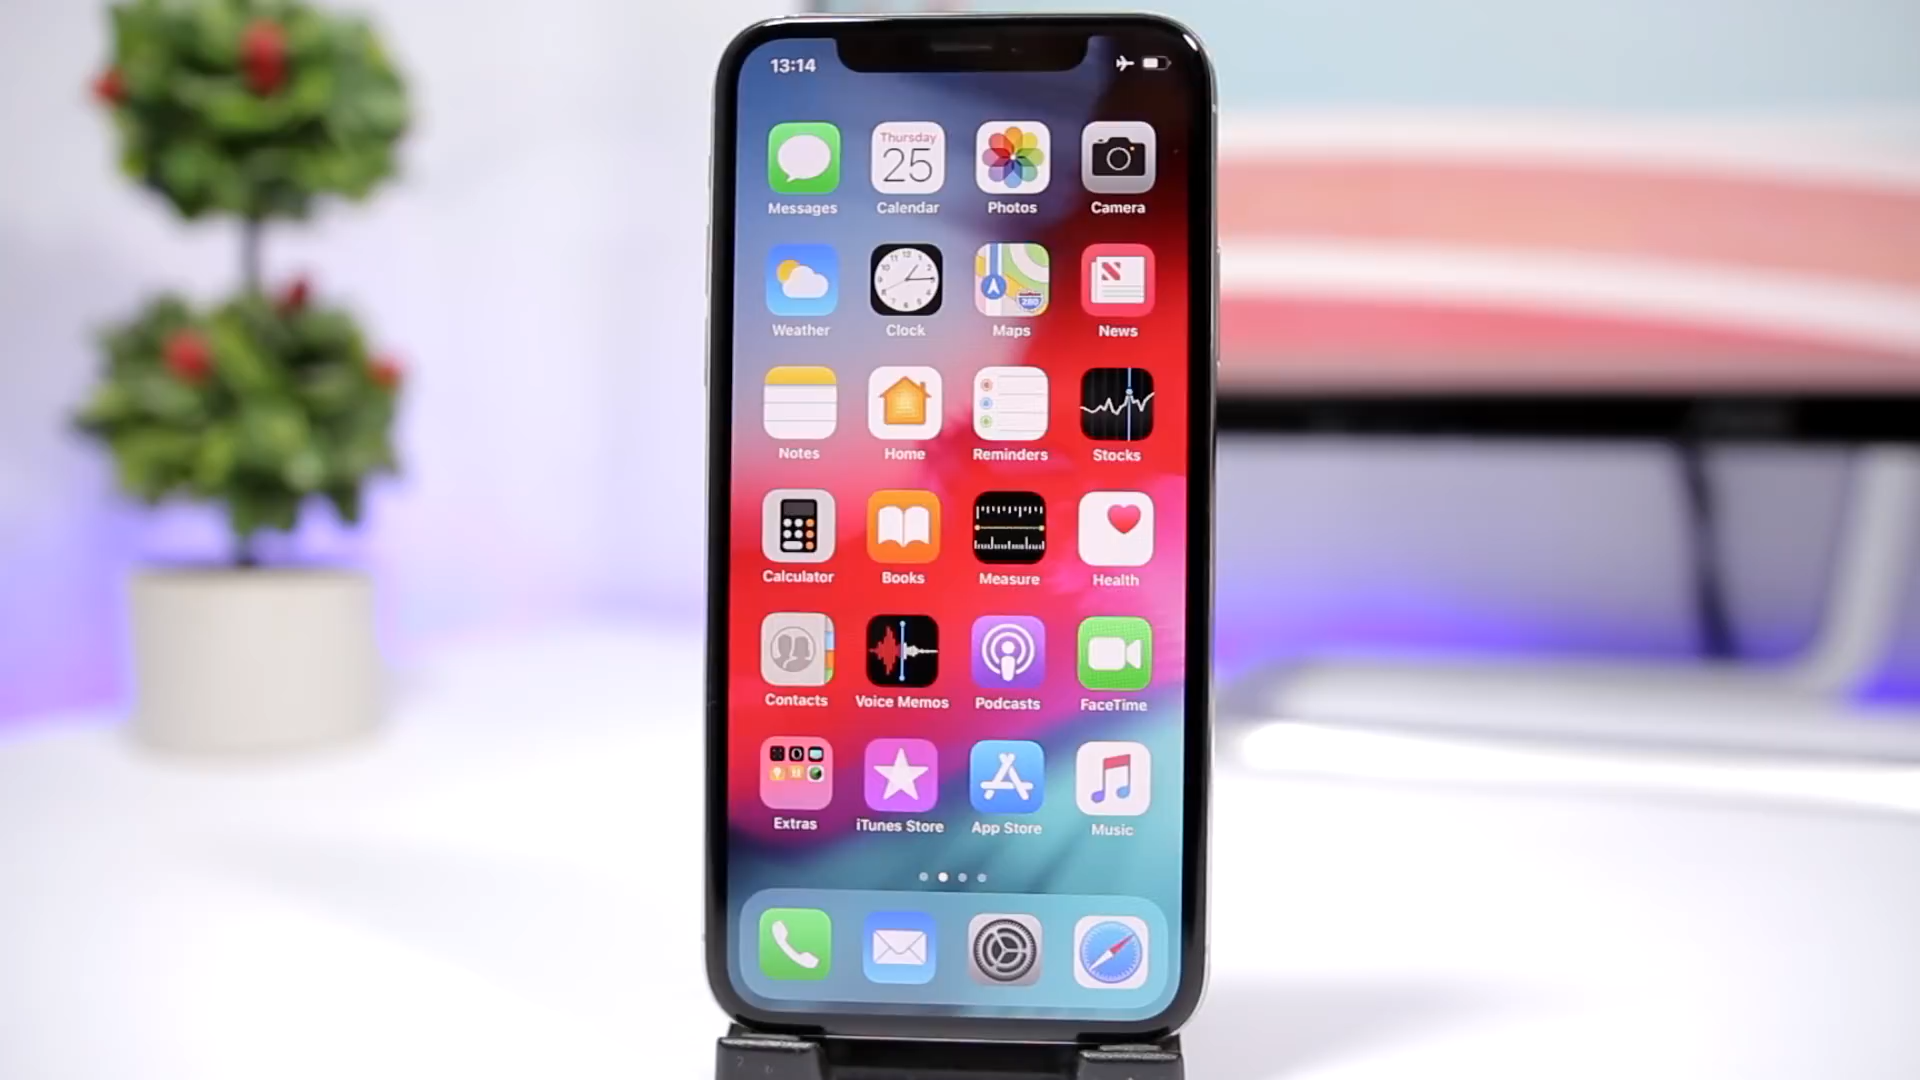 13:14
Thursday
25
Messages
Calendar
Photos
Camera
280
Weather
Clock
Maps
News
Notes
Home
Reminders
Stocks
Calculator
Books
Measure
Health
Contacts
Voice Memos
Podcasts
FaceTime
Extras
iTunes Store
App Store
Music